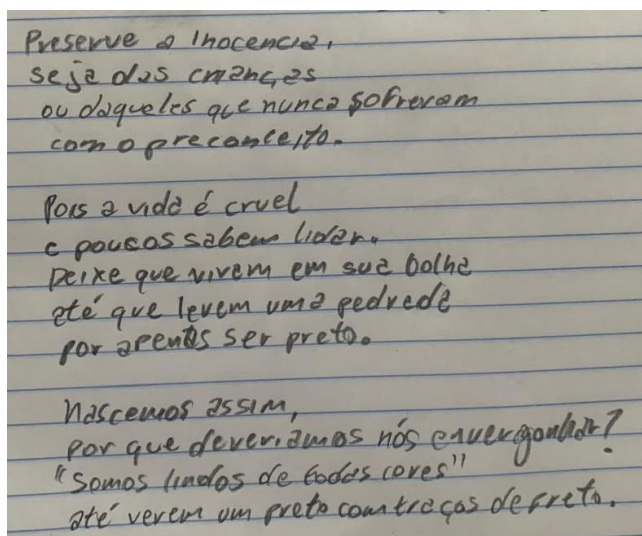 Preserve a inocencia,
seja das crianças
ou daqueles que nunca sofreram
com o preconceito.
Pois a vida é cruel
e poucos sabem lidar.
Deixe que vivam em sua bolha
até que levem uma pedrada
por apenas ser preto.
Nascemos assim,
por que deveriamos nós envergonhar?
"Somos lindos de todas cores"
até verem um preto com traços de preto.